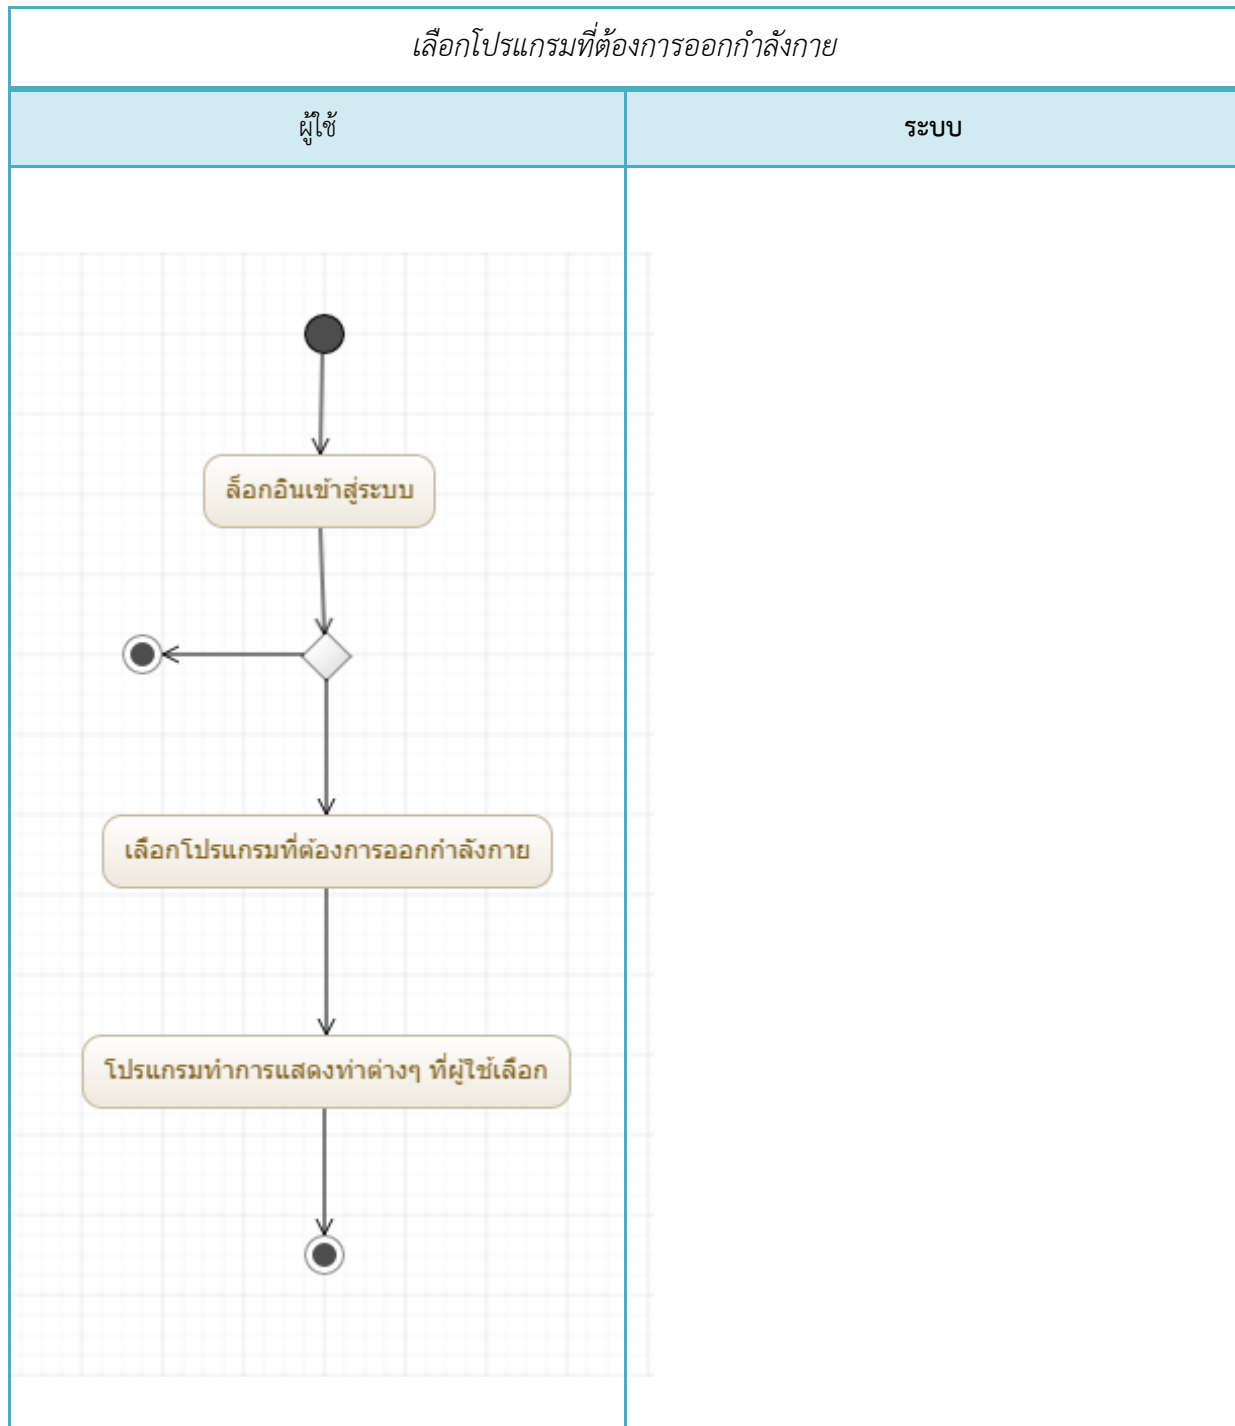 เลือกโปรแกรมที่ต้องการออกกำลังกาย
ผู้ใช้
ระบบ
ล็อกอินเข้าสู่ระบบ
เลือกโปรแกรมที่ต้องการออกกำลังกาย
โปรแกรมทำการแสดงท่าต่างๆ ที่ผู้ใช้เลือก